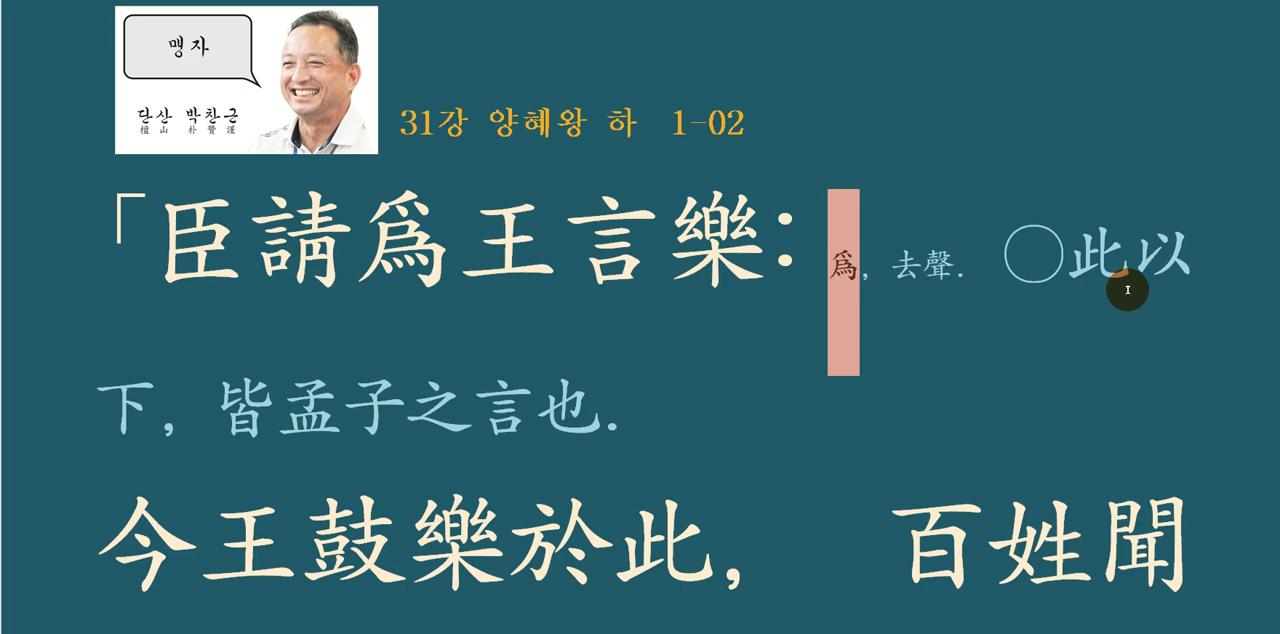 맹자
단산 박찬근
檀山 朴贊謹
31강 양혜왕 하 1-02
「臣請爲王言樂: 爲, 去聲. ◯此以
下, 皆孟子之言也.
今王鼓樂於此, 百姓聞